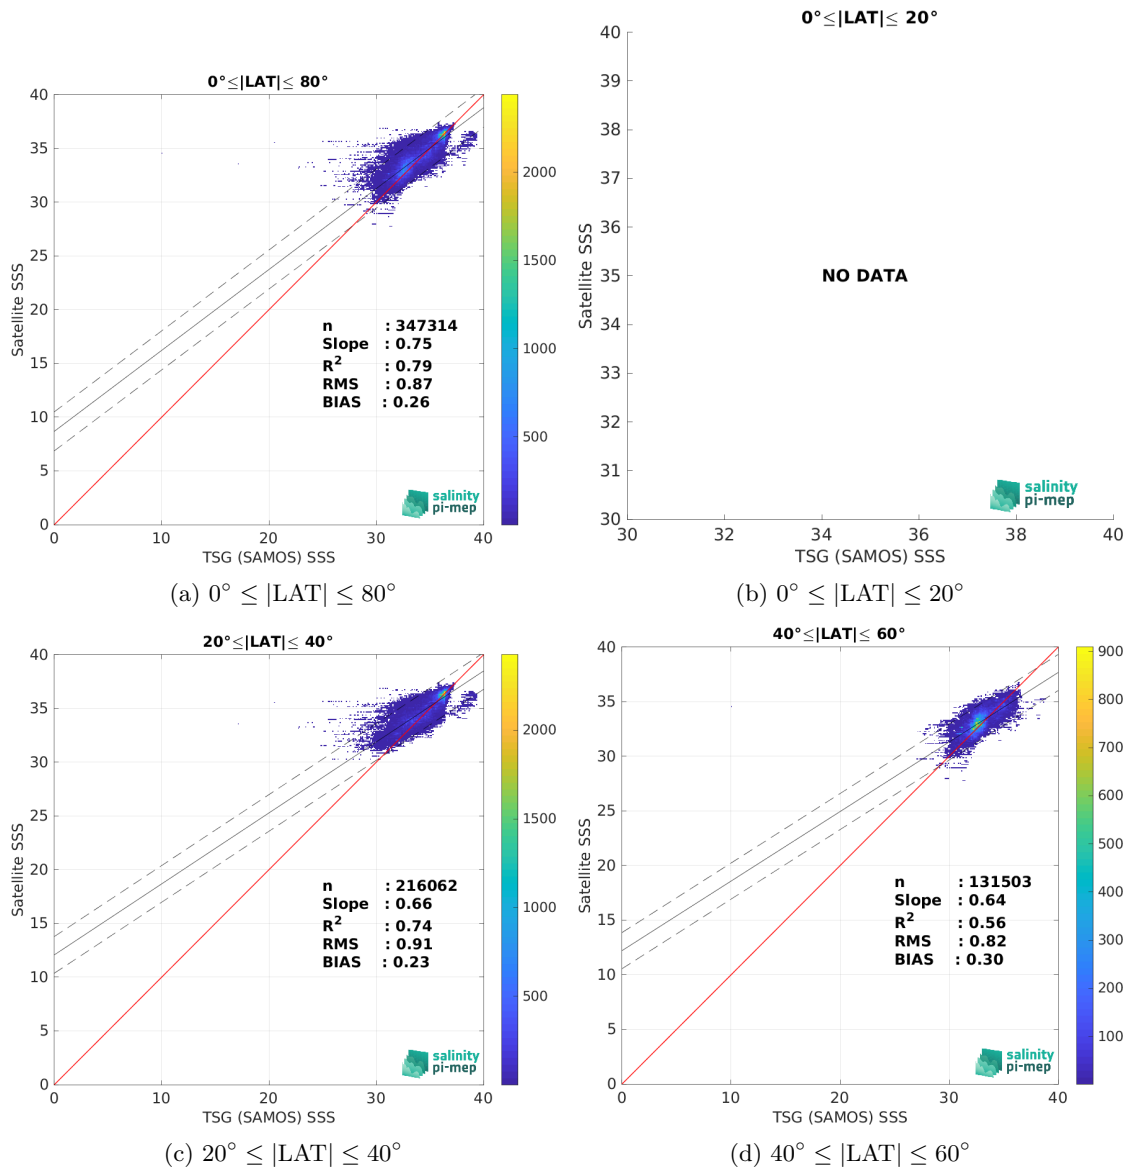 0°≤|LAT|≤ 80°
40
35
30
25
20
15
10
5
0
Satellite SSS
n : 347314
Slope : 0.75
R² : 0.79
RMS : 0.87
BIAS : 0.26
salinity
pi-mep
0 10 20 30 40
TSG (SAMOS) SSS
2000
1500
1000
500
(a) 0° ≤ |LAT| ≤ 80°
0°≤|LAT|≤ 20°
40
39
38
37
36
35
34
33
32
31
30
Satellite SSS
NO DATA
salinity
pi-mep
30 32 34 36 38 40
TSG (SAMOS) SSS
(b) 0° ≤ |LAT| ≤ 20°
20°≤|LAT|≤ 40°
40
35
30
25
20
15
10
5
0
Satellite SSS
n : 216062
Slope : 0.66
R² : 0.74
RMS : 0.91
BIAS : 0.23
salinity
pi-mep
0 10 20 30 40
TSG (SAMOS) SSS
2000
1500
1000
500
(c) 20° ≤ |LAT| ≤ 40°
40°≤|LAT|≤ 60°
40
35
30
25
20
15
10
5
0
Satellite SSS
n : 131503
Slope : 0.64
R² : 0.56
RMS : 0.82
BIAS : 0.30
salinity
pi-mep
0 10 20 30 40
TSG (SAMOS) SSS
900
800
700
600
500
400
300
200
100
(d) 40° ≤ |LAT| ≤ 60°